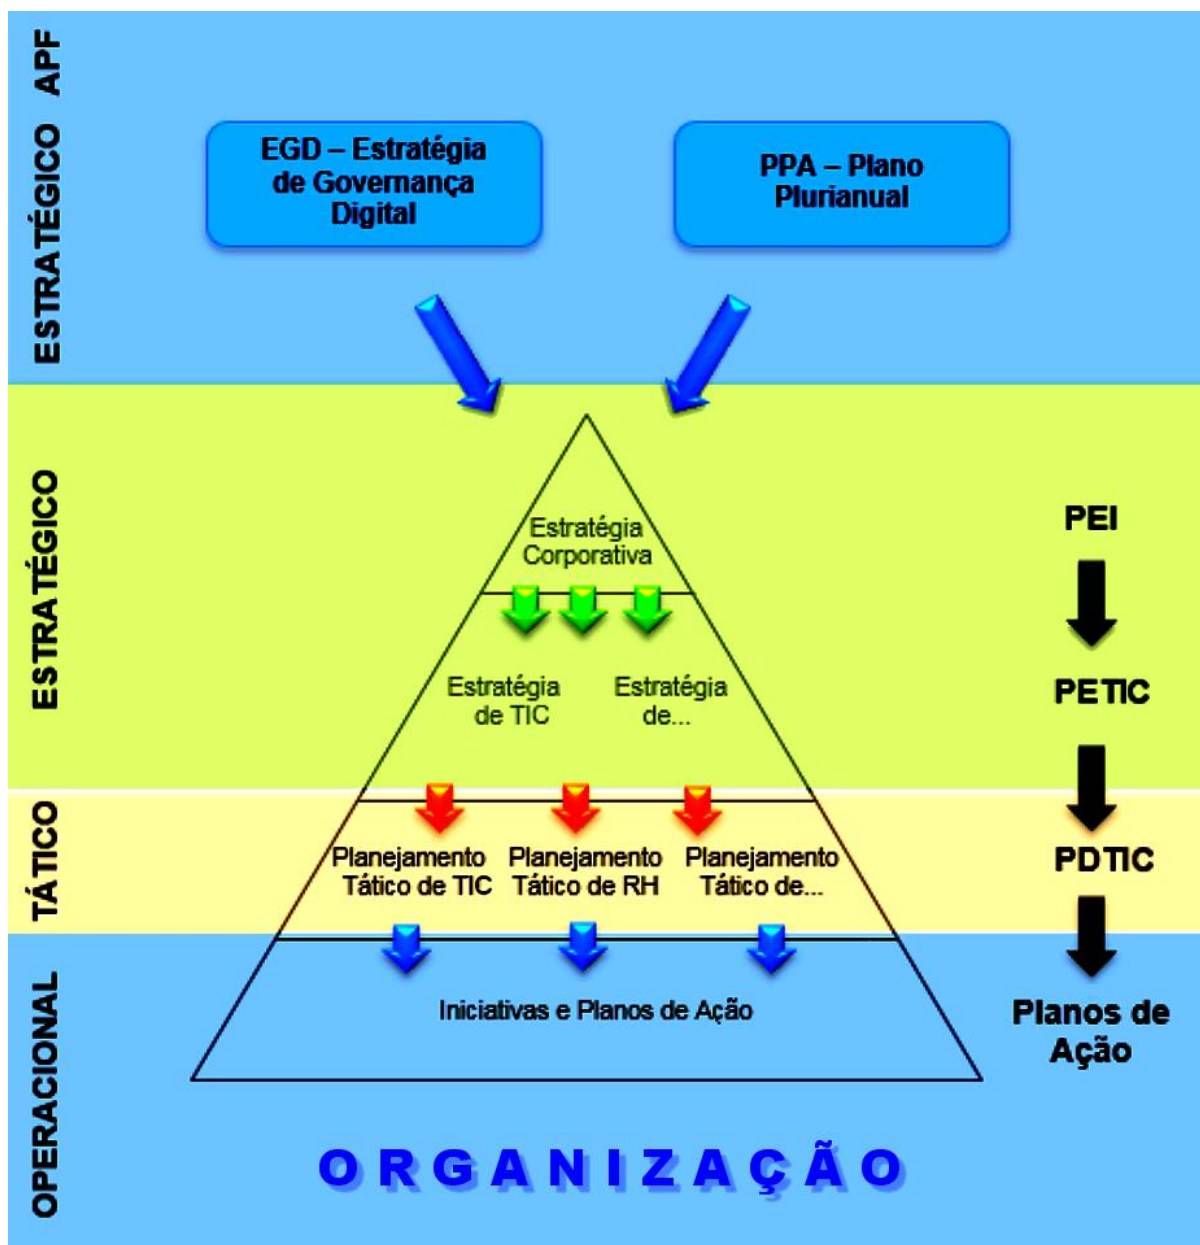 ESTRATÉGICO APF
EGD – Estratégia
de Governança
Digital
PPA – Plano
Plurianual
ESTRATÉGICO
Estratégia
Corporativa
PEI
Estratégia
de TIC
Estratégia
de...
PETIC
TÁTICO
Planejamento
Tático de TIC
Planejamento
Tático de RH
Planejamento
Tático de...
PDTIC
OPERACIONAL
Iniciativas e Planos de Ação
Planos de
Ação
ORGANIZAÇÃO